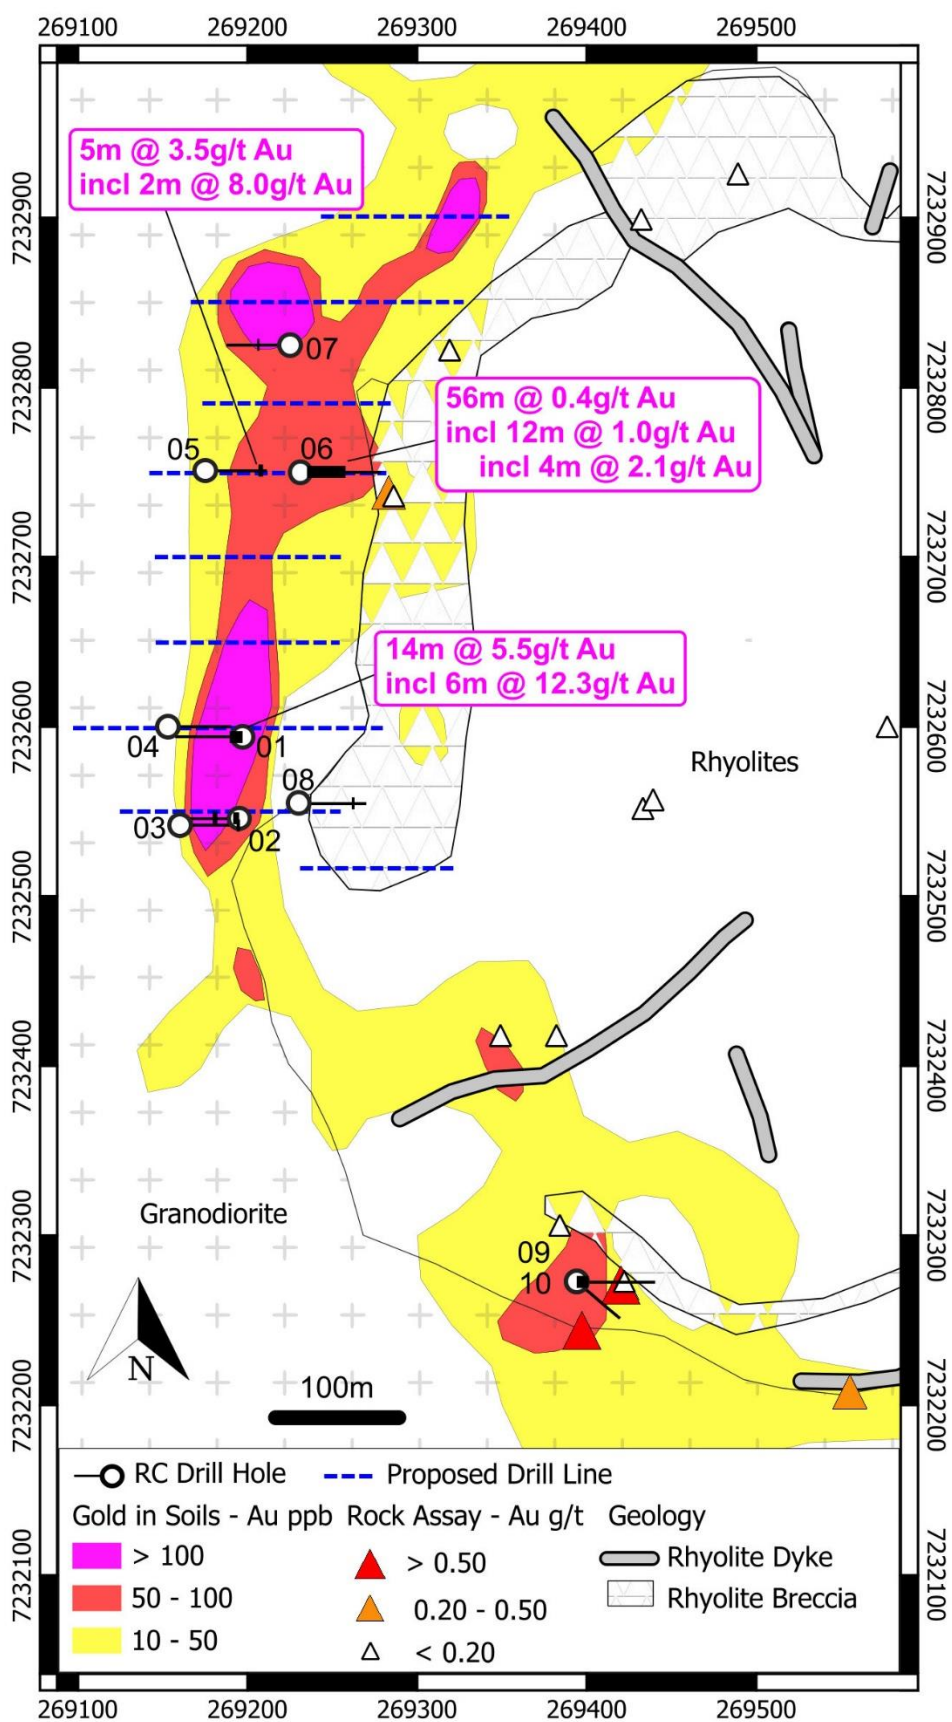 269100 269200 269300 269400 269500
5m @ 3.5g/t Au
incl 2m @ 8.0g/t Au
7232900 7232900
07
7232800 7232800
56m @ 0.4g/t Au
incl 12m @ 1.0g/t Au
incl 4m @ 2.1g/t Au
05 06
7232700 7232700
14m @ 5.5g/t Au
incl 6m @ 12.3g/t Au
7232600 7232600
04 01
Rhyolites
08
03 02
7232500 7232500
7232400 7232400
Granodiorite
7232300 7232300
09
10
N
100m
7232200 7232200
RC Drill Hole Proposed Drill Line
Gold in Soils - Au ppb Rock Assay - Au g/t Geology
> 100 > 0.50 Rhyolite Dyke
50 - 100 0.20 - 0.50 Rhyolite Breccia
10 - 50 < 0.20
7232100 7232100
269100 269200 269300 269400 269500